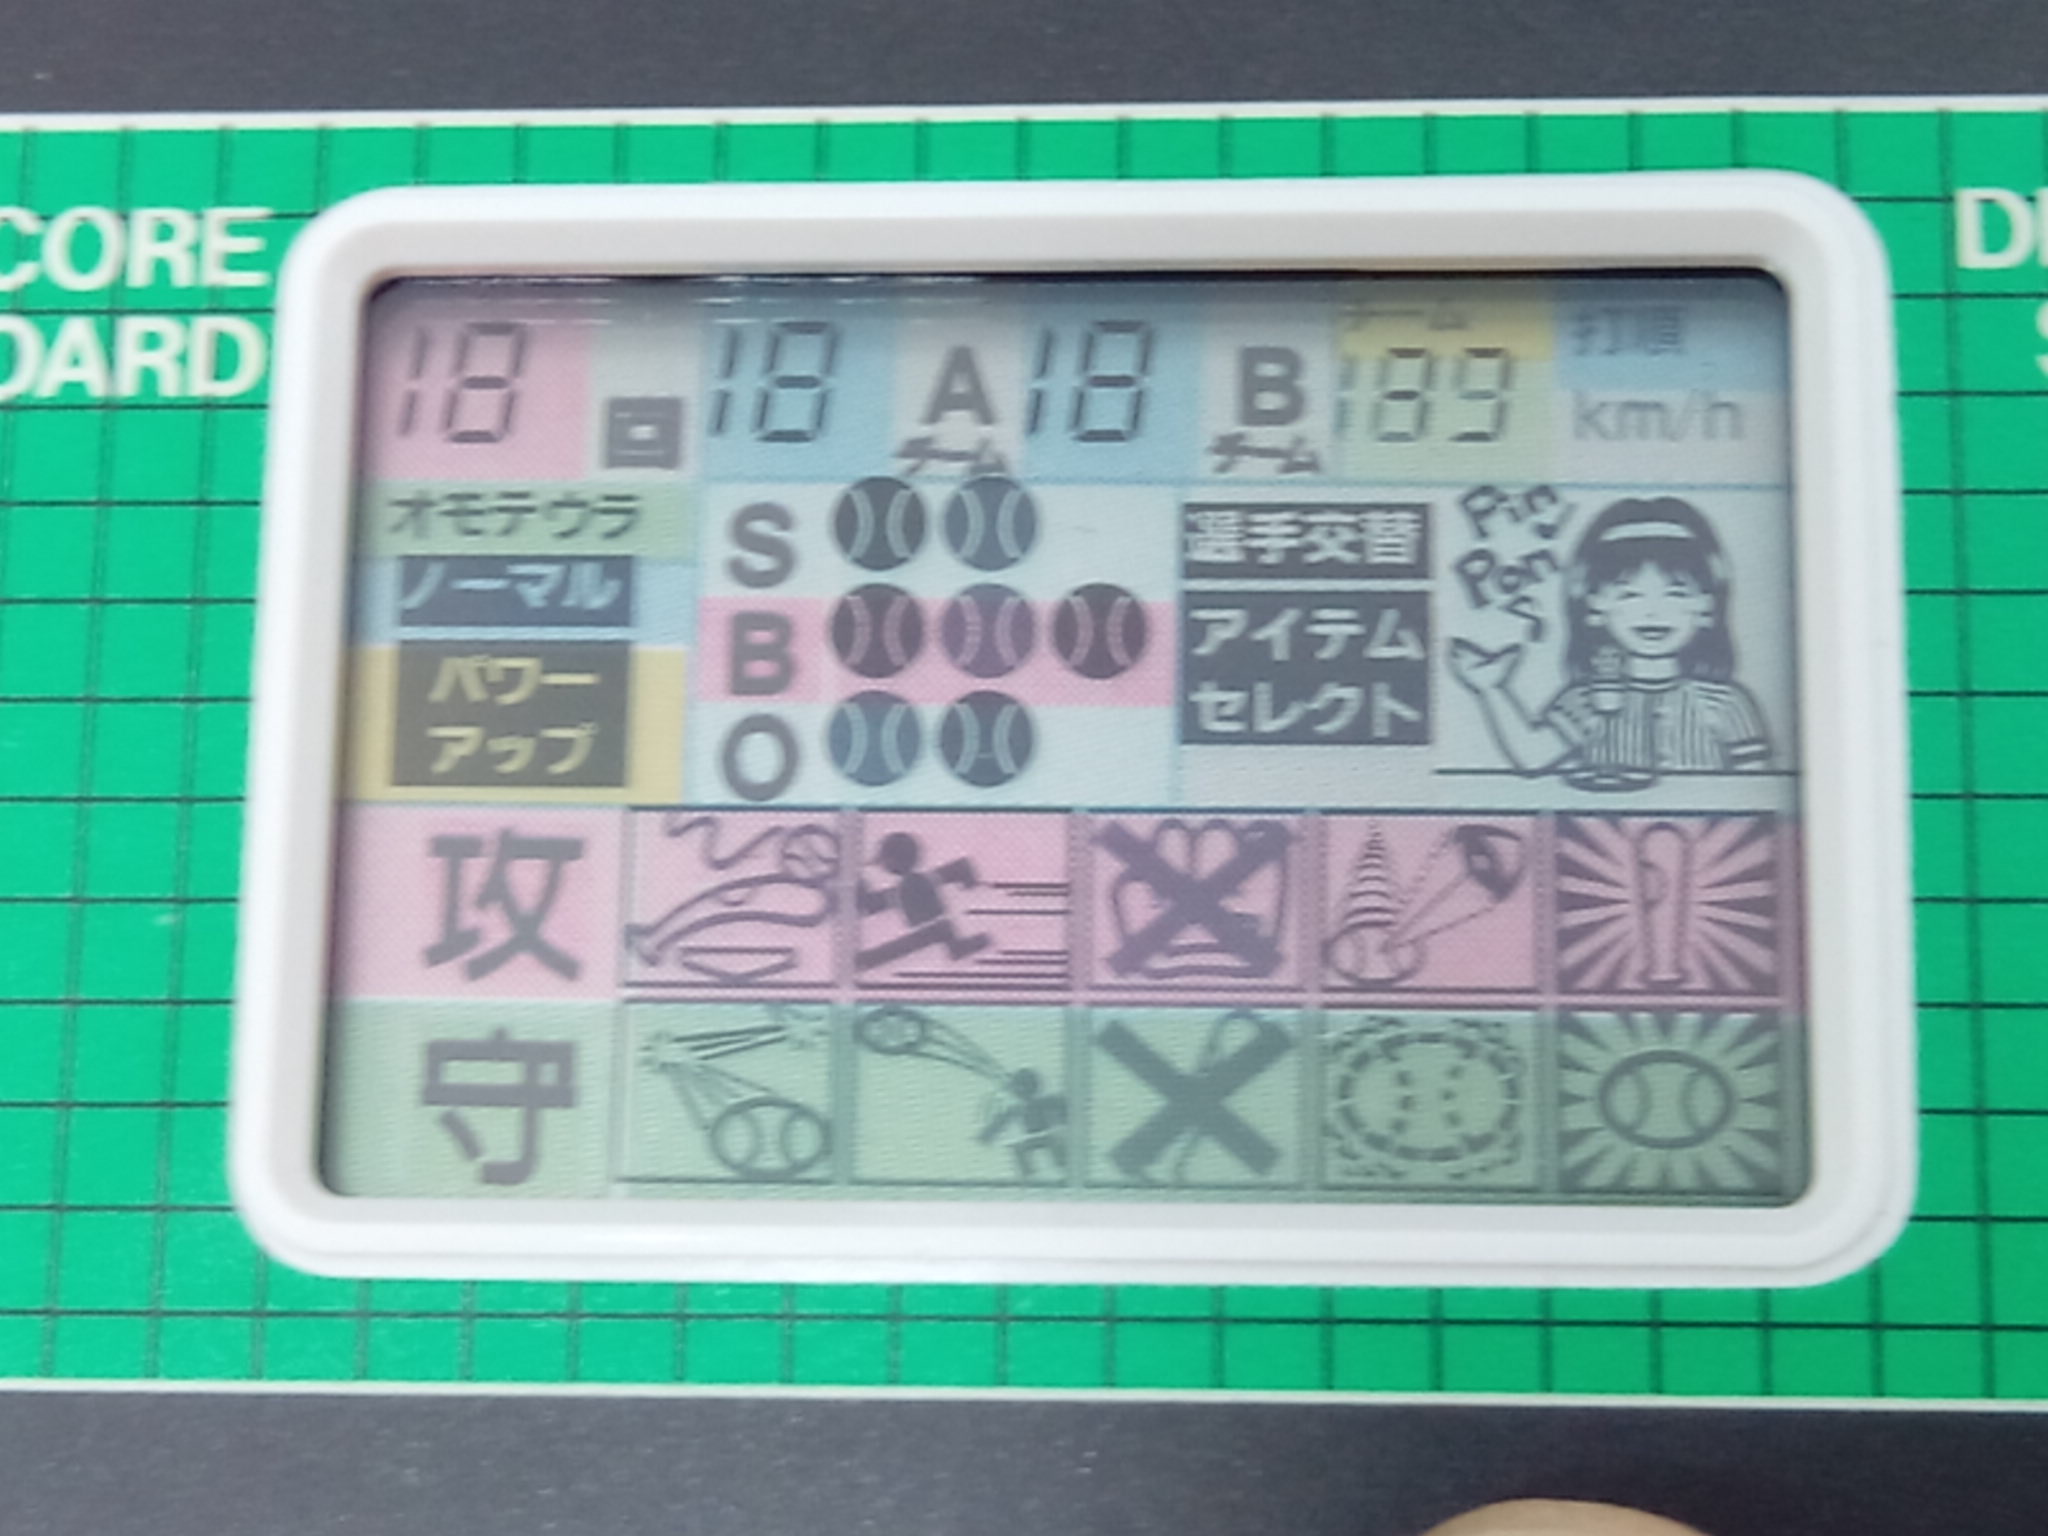 CORE
OARD
18 回 18 A チーム 18 B チーム 189 チーム 打順 km/h
オモテウラ
ノーマル
パワー
アップ
S
B
O
選手交替
アイテム
セレクト
Pin
Pon
攻
守